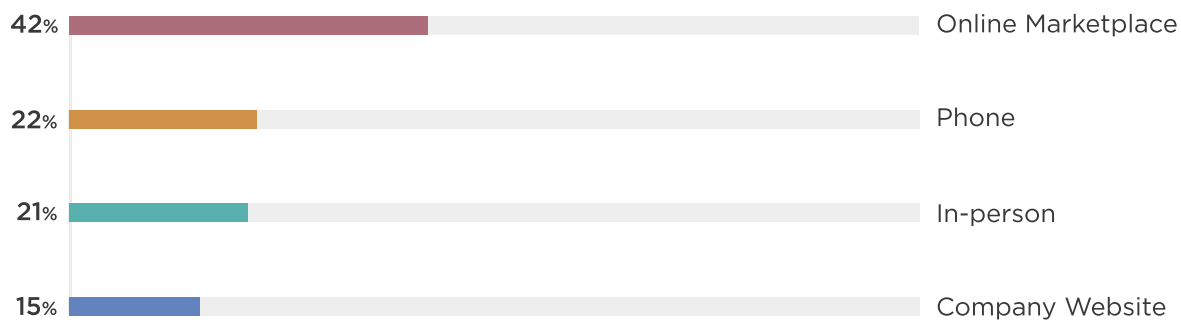 42% Online Marketplace
22% Phone
21% In-person
15% Company Website